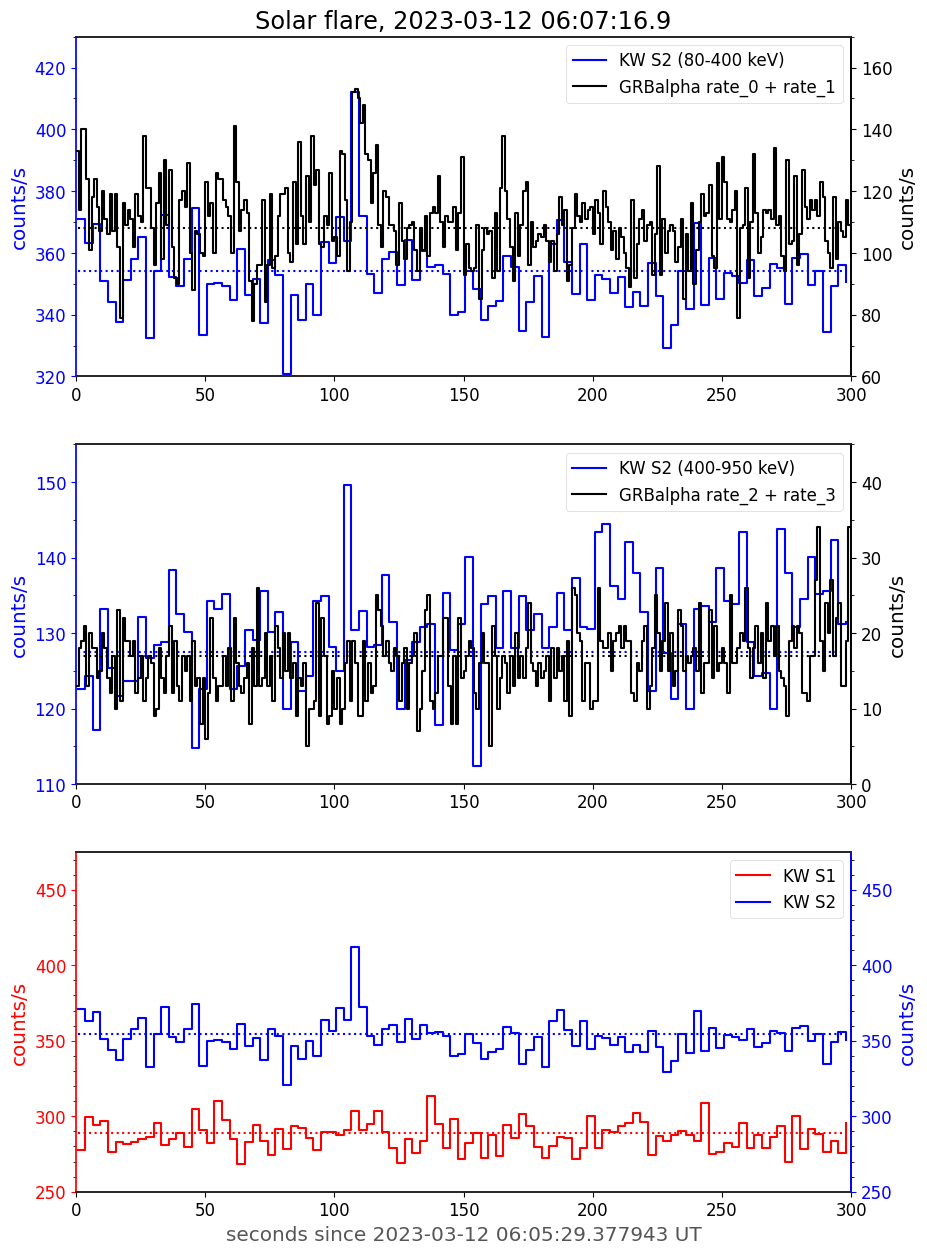 Solar flare, 2023-03-12 06:07:16.9
KW S2 (80-400 keV)
GRBalpha rate_0 + rate_1
420
400
380
360
340
320
counts/s
160
140
120
100
80
60
counts/s
0 50 100 150 200 250 300
KW S2 (400-950 keV)
GRBalpha rate_2 + rate_3
150
140
130
120
110
counts/s
40
30
20
10
0
counts/s
0 50 100 150 200 250 300
KW S1
KW S2
450
400
350
300
250
counts/s
450
400
350
300
250
counts/s
0 50 100 150 200 250 300
seconds since 2023-03-12 06:05:29.377943 UT